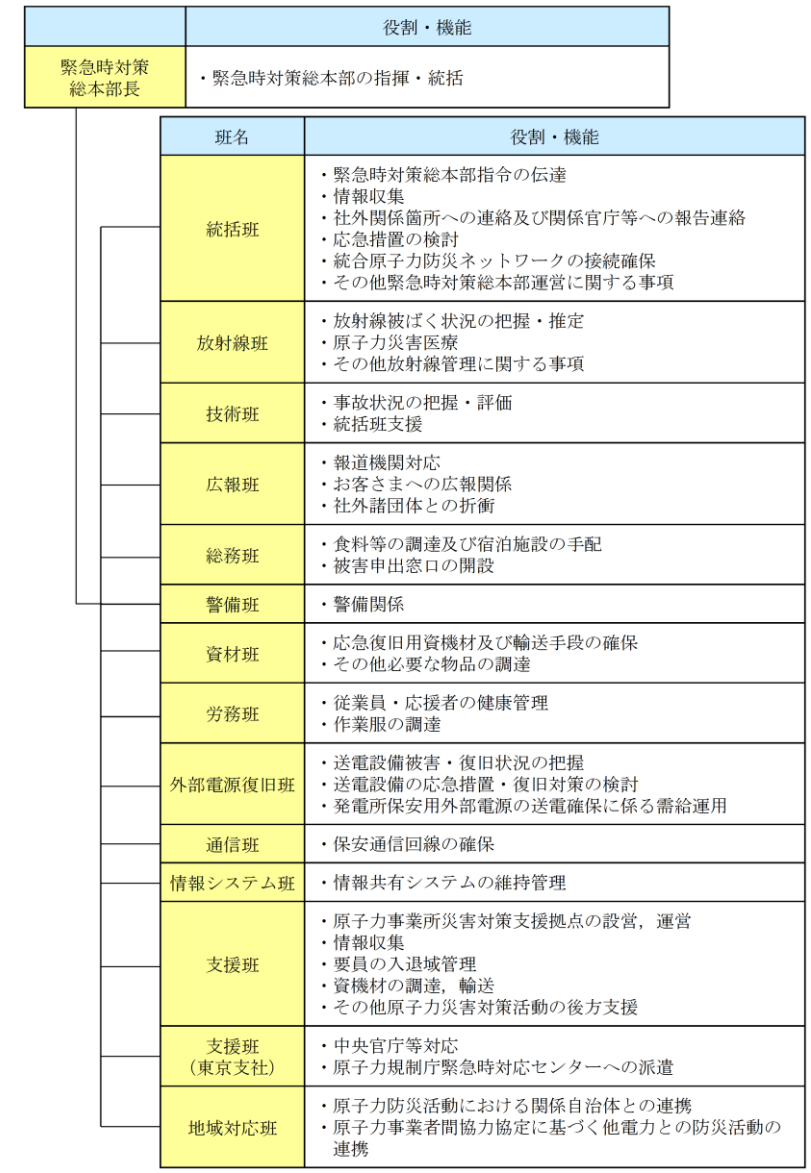 役割・機能
緊急時対策
総本部長
・緊急時対策総本部の指揮・統括
班名
役割・機能
統括班
・緊急時対策総本部指令の伝達
・情報収集
・社外関係箇所への連絡及び関係官庁等への報告連絡
・応急措置の検討
・統合原子力防災ネットワークの接続確保
・その他緊急時対策総本部運営に関する事項
放射線班
・放射線被ばく状況の把握・推定
・原子力災害医療
・その他放射線管理に関する事項
技術班
・事故状況の把握・評価
・統括班支援
広報班
・報道機関対応
・お客さまへの広報関係
・社外諸団体との折衝
総務班
・食料等の調達及び宿泊施設の手配
・被害申出窓口の開設
警備班
・警備関係
資材班
・応急復旧用資機材及び輸送手段の確保
・その他必要な物品の調達
労務班
・従業員・応援者の健康管理
・作業服の調達
外部電源復旧班
・送電設備被害・復旧状況の把握
・送電設備の応急措置・復旧対策の検討
・発電所保安用外部電源の送電確保に係る需給運用
通信班
・保安通信回線の確保
情報システム班
・情報共有システムの維持管理
支援班
・原子力事業所災害対策支援拠点の設営，運営
・情報収集
・要員の入退域管理
・資機材の調達，輸送
・その他原子力災害対策活動の後方支援
支援班
（東京支社）
・中央官庁等対応
・原子力規制庁緊急時対応センターへの派遣
地域対応班
・原子力防災活動における関係自治体との連携
・原子力事業者間協力協定に基づく他電力との防災活動の
連携